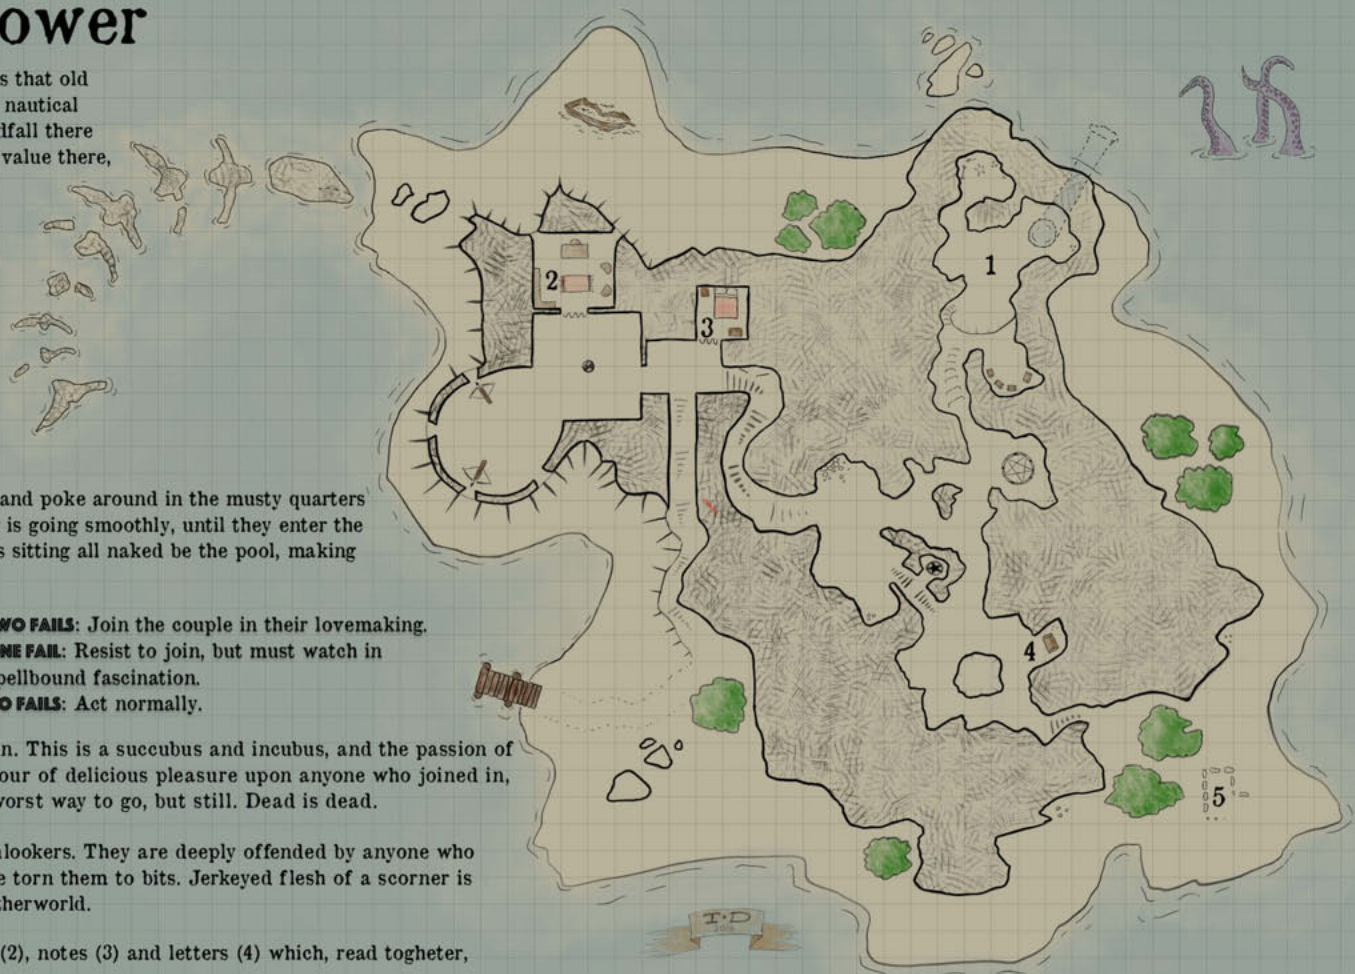 ower
s that old
nautical
dfall there
value there,
and poke around in the musty quarters
is going smoothly, until they enter the
s sitting all naked be the pool, making
WO FAILS: Join the couple in their lovemaking.
NE FAIL: Resist to join, but must watch in
pellbound fascination.
O FAILS: Act normally.
n. This is a succubus and incubus, and the passion of
our of delicious pleasure upon anyone who joined in,
worst way to go, but still. Dead is dead.
nlookers. They are deeply offended by anyone who
e torn them to bits. Jerkeyed flesh of a scorner is
therworld.
(2), notes (3) and letters (4) which, read togheter,
1
2
3
4
5
I·D